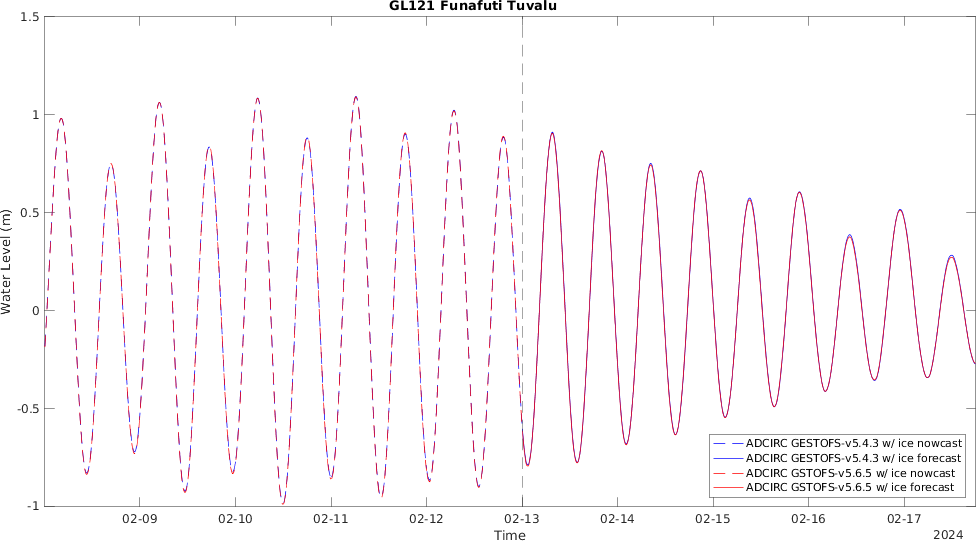 GL121 Funafuti Tuvalu
Water Level (m)
1.5
1
0.5
0
-0.5
-1
ADCIRC GESTOFS-v5.4.3 w/ ice nowcast
ADCIRC GESTOFS-v5.4.3 w/ ice forecast
ADCIRC GSTOFS-v5.6.5 w/ ice nowcast
ADCIRC GSTOFS-v5.6.5 w/ ice forecast
02-09 02-10 02-11 02-12 02-13 02-14 02-15 02-16 02-17
Time
2024